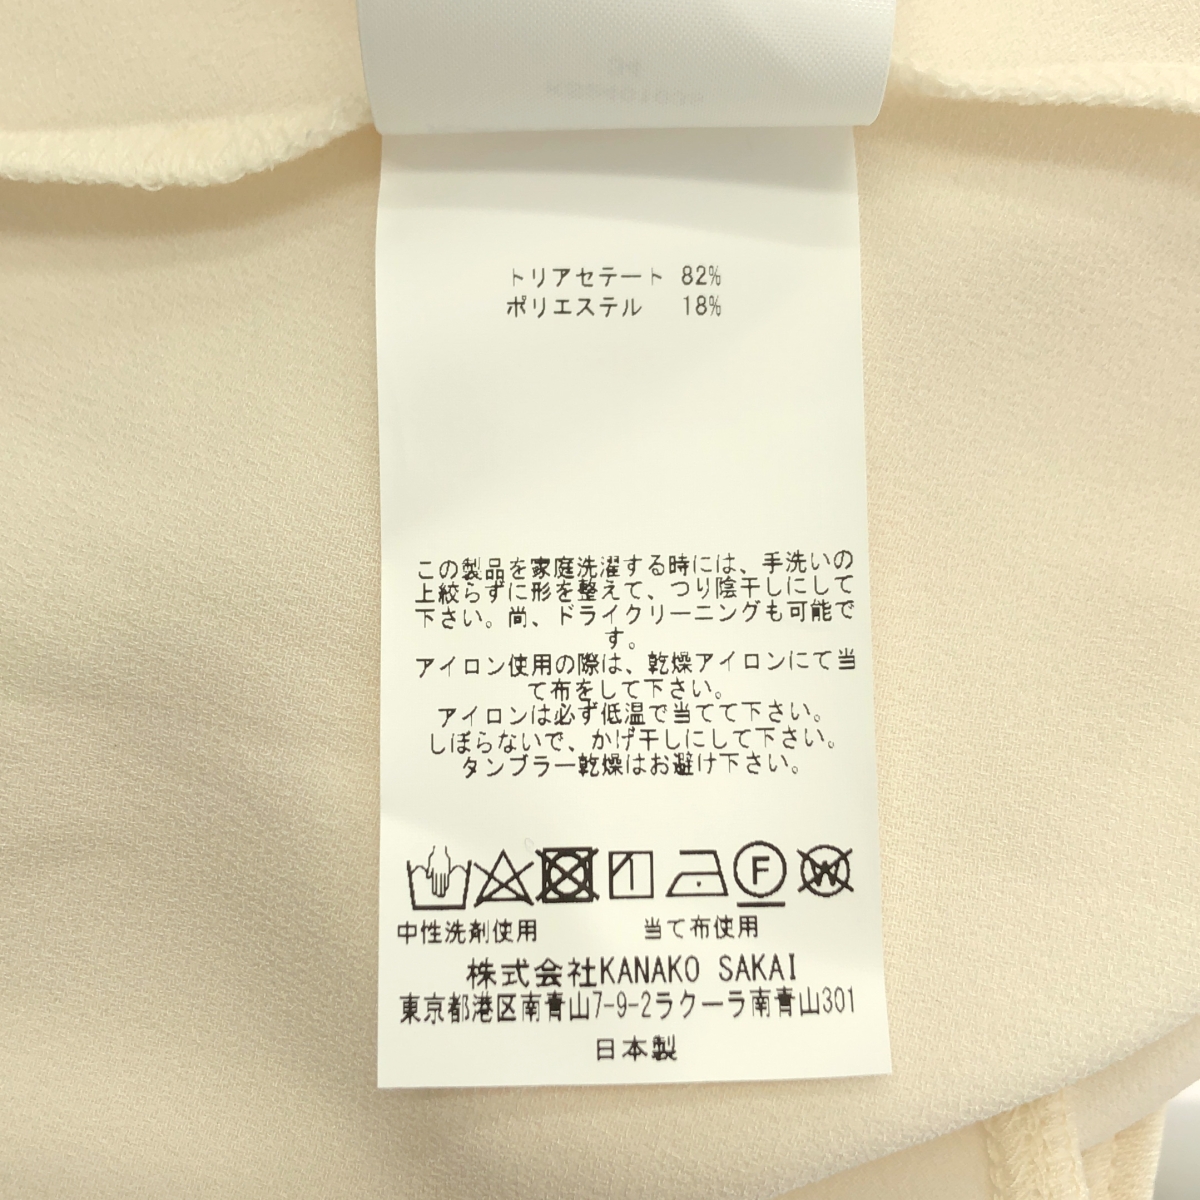 トリアセテート 82%
ポリエステル 18%
この製品を家庭洗濯する時には、手洗いの
上絞らずに形を整えて、つり陰干しにして
下さい。尚、ドライクリーニングも可能で
す。
アイロン使用の際は、乾燥アイロンにて当
て布をして下さい。
アイロンは必ず低温で当てて下さい。
しぼらないで、かげ干しにして下さい。
タンブラー乾燥はお避け下さい。
F W
中性洗剤使用 当て布使用
株式会社KANAKO SAKAI
東京都港区南青山7-9-2ラクーラ南青山301
日本製